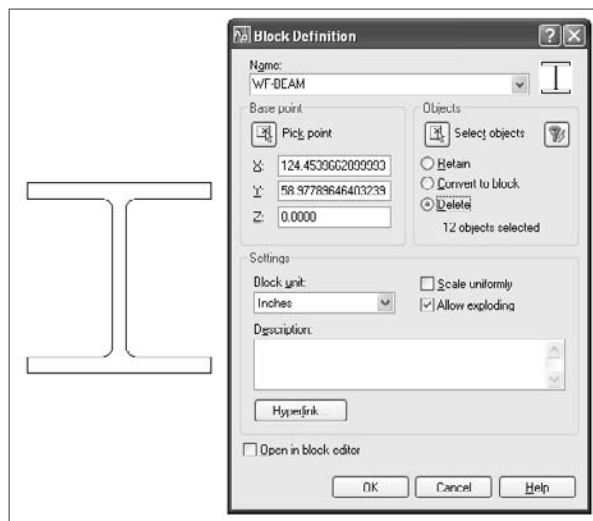 Block Definition
Name:
WF-BEAM
Base point
Pick point
X: 124.4539662099993
Y: 58.97789646403239
Z: 0.0000
Objects
Select objects
Retain
Convert to block
Delete
12 objects selected
Settings
Block unit:
Inches
Scale uniformly
Allow exploding
Description:
Hyperlink...
Open in block editor
OK Cancel Help